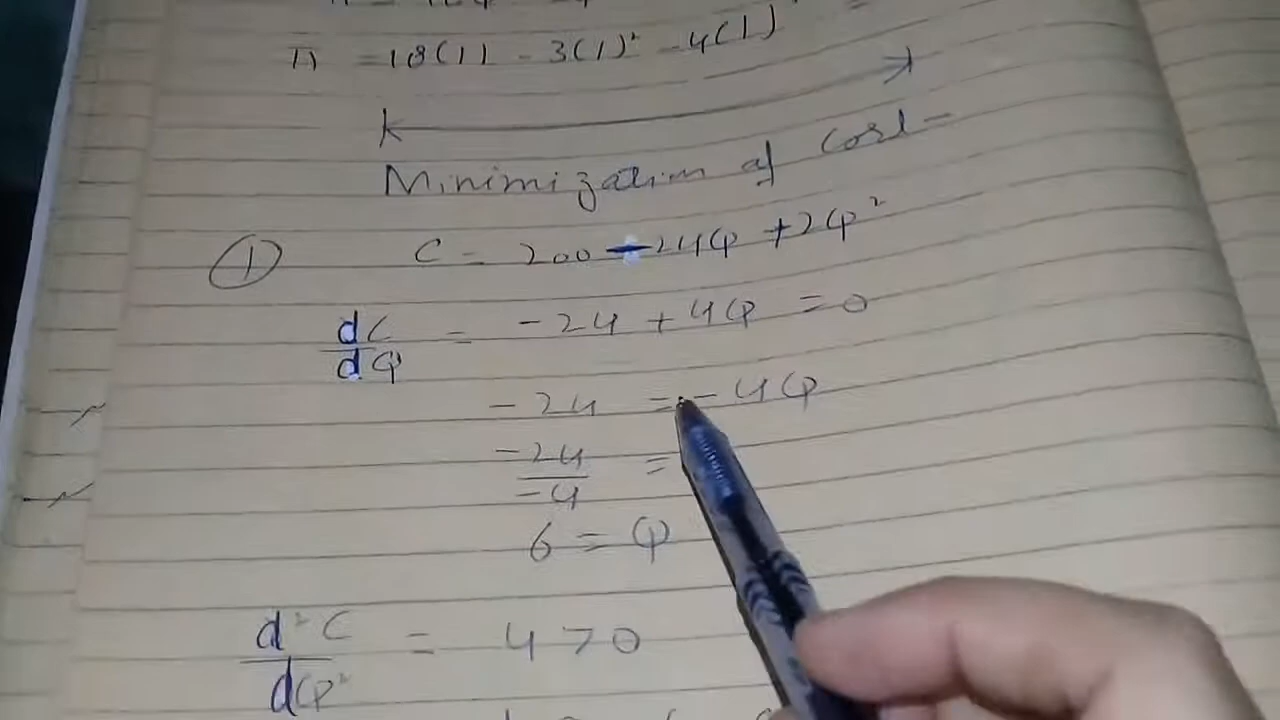 π = 18(1) - 3(1)² - 4(1)
Minimization of Cost -
① C = 200 - 24Q + 2Q²
dC/dQ = -24 + 4Q = 0
-24 = -4Q
-24/-4 =
6 = Q
d²C/dQ² = 4 > 0